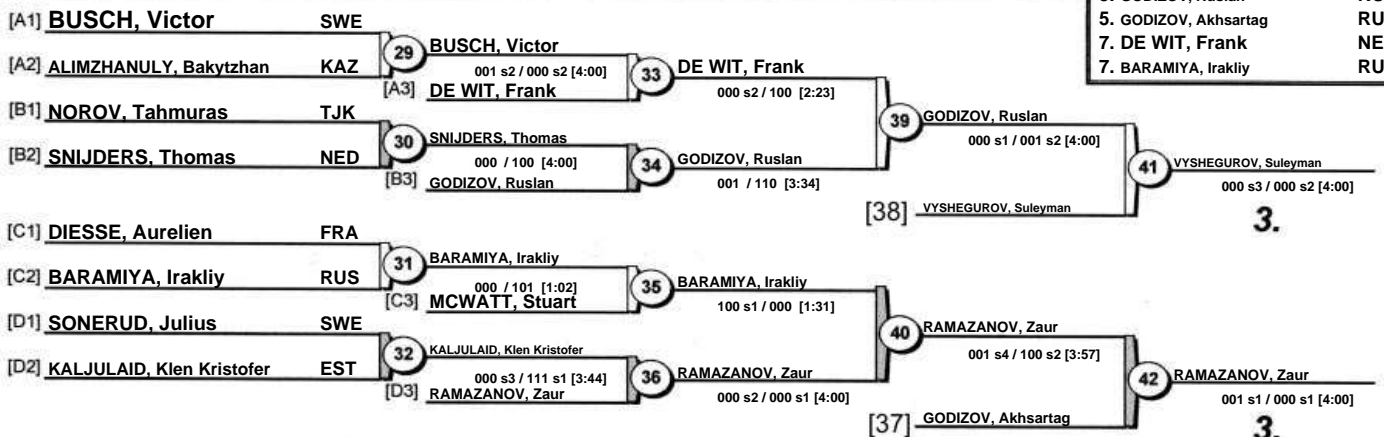 5. GODIZOV, Akhsartag RU
7. DE WIT, Frank NE
7. BARAMIYA, Irakliy RU
[A1] BUSCH, Victor SWE
[A2] ALIMZHANULY, Bakytzhan KAZ
29
BUSCH, Victor
001 s2 / 000 s2 [4:00]
[A3] DE WIT, Frank
33
DE WIT, Frank
000 s2 / 100 [2:23]
[B1] NOROV, Tahmuras TJK
[B2] SNIJDERS, Thomas NED
30
SNIJDERS, Thomas
000 / 100 [4:00]
[B3] GODIZOV, Ruslan
34
GODIZOV, Ruslan
001 / 110 [3:34]
39
GODIZOV, Ruslan
000 s1 / 001 s2 [4:00]
[38] VYSHEGUROV, Suleyman
41
VYSHEGUROV, Suleyman
000 s3 / 000 s2 [4:00]
3.
[C1] DIESSE, Aurelien FRA
[C2] BARAMIYA, Irakliy RUS
31
BARAMIYA, Irakliy
000 / 101 [1:02]
[C3] MCWATT, Stuart
35
BARAMIYA, Irakliy
100 s1 / 000 [1:31]
[D1] SONERUD, Julius SWE
[D2] KALJULAID, Klen Kristofer EST
32
KALJULAID, Klen Kristofer
000 s3 / 111 s1 [3:44]
[D3] RAMAZANOV, Zaur
36
RAMAZANOV, Zaur
000 s2 / 000 s1 [4:00]
40
RAMAZANOV, Zaur
001 s4 / 100 s2 [3:57]
[37] GODIZOV, Akhsartag
42
RAMAZANOV, Zaur
001 s1 / 000 s1 [4:00]
3.